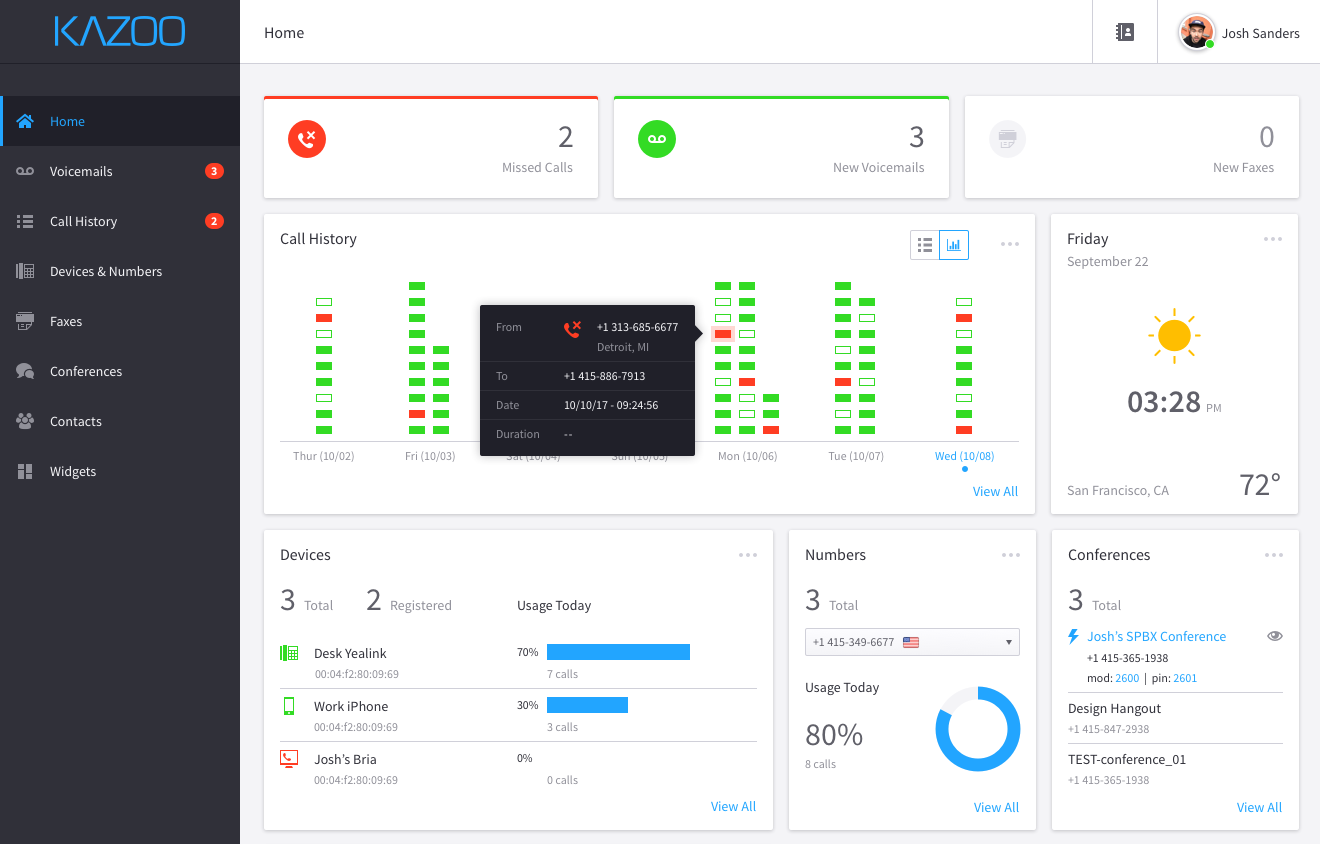 KAZOO
Home
Josh Sanders
Home
Voicemails 3
Call History 2
Devices & Numbers
Faxes
Conferences
Contacts
Widgets
2
Missed Calls
3
New Voicemails
0
New Faxes
Call History
From +1 313-685-6677
Detroit, MI
To +1 415-886-7913
Date 10/10/17 - 09:24:56
Duration --
Thur (10/02) Fri (10/03) Sat (10/04) Sun (10/05) Mon (10/06) Tue (10/07) Wed (10/08)
View All
Friday
September 22
03:28 PM
San Francisco, CA 72°
Devices
3 Total 2 Registered Usage Today
Desk Yealink 70%
00:04:f2:80:09:69 7 calls
Work iPhone 30%
00:04:f2:80:09:69 3 calls
Josh's Bria 0%
00:04:f2:80:09:69 0 calls
View All
Numbers
3 Total
+1 415-349-6677
Usage Today
80%
8 calls
View All
Conferences
3 Total
Josh's SPBX Conference
+1 415-365-1938
mod: 2600 | pin: 2601
Design Hangout
+1 415-847-2938
TEST-conference_01
+1 415-365-1938
View All